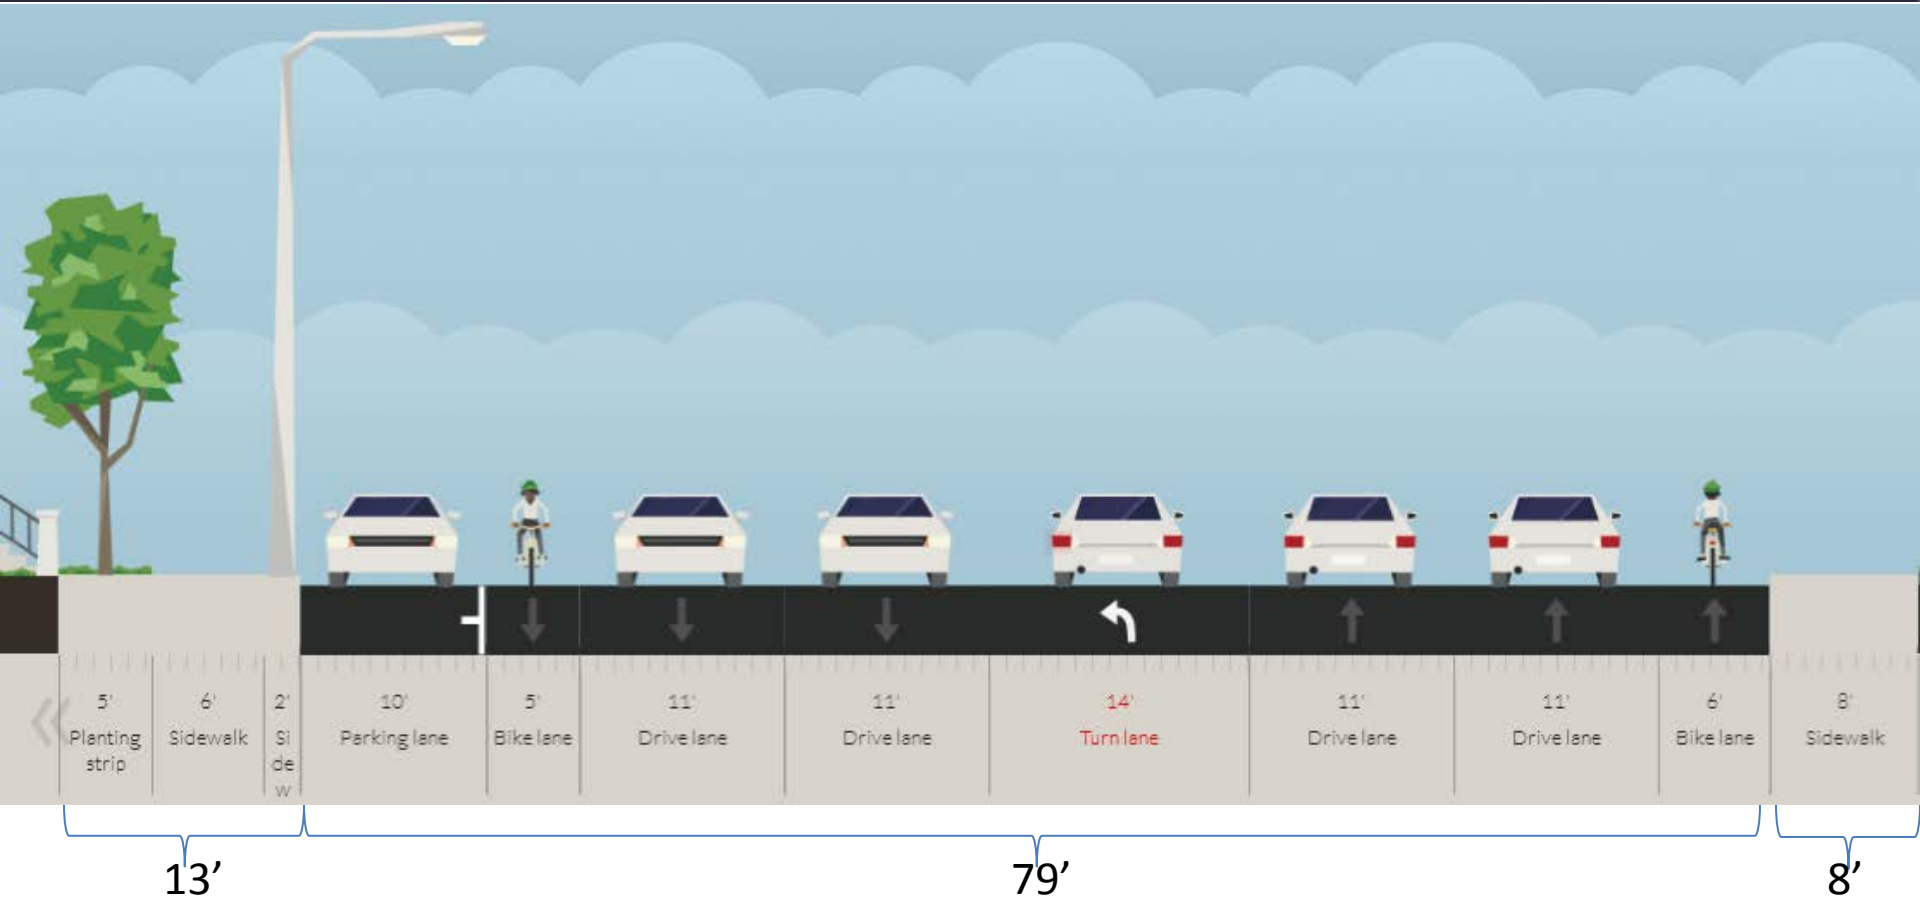 5'
Planting
strip
6'
Sidewalk
2'
Si
de
w
10'
Parking lane
5'
Bike lane
11'
Drive lane
11'
Drive lane
14'
Turn lane
11'
Drive lane
11'
Drive lane
6'
Bike lane
8'
Sidewalk
13’
79’
8’